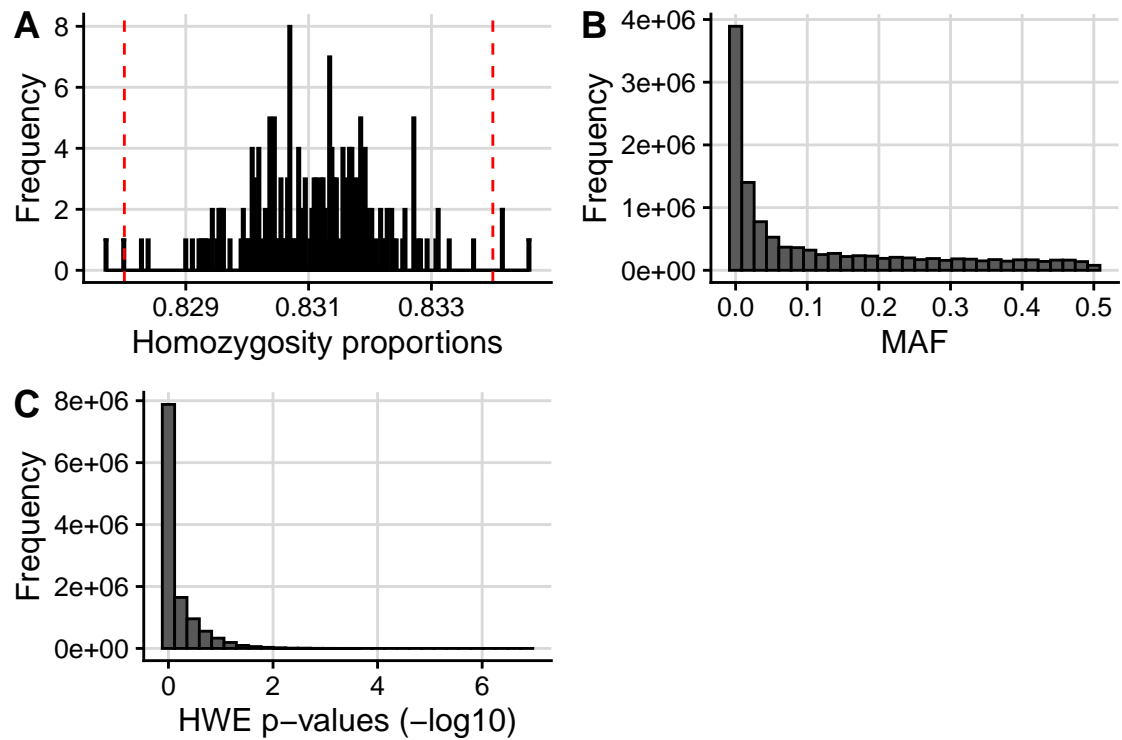 A
Frequency
8
6
4
2
0
0.829 0.831 0.833
Homozygosity proportions
B
Frequency
4e+06
3e+06
2e+06
1e+06
0e+00
0.0 0.1 0.2 0.3 0.4 0.5
MAF
C
Frequency
8e+06
6e+06
4e+06
2e+06
0e+00
0 2 4 6
HWE p−values (−log10)